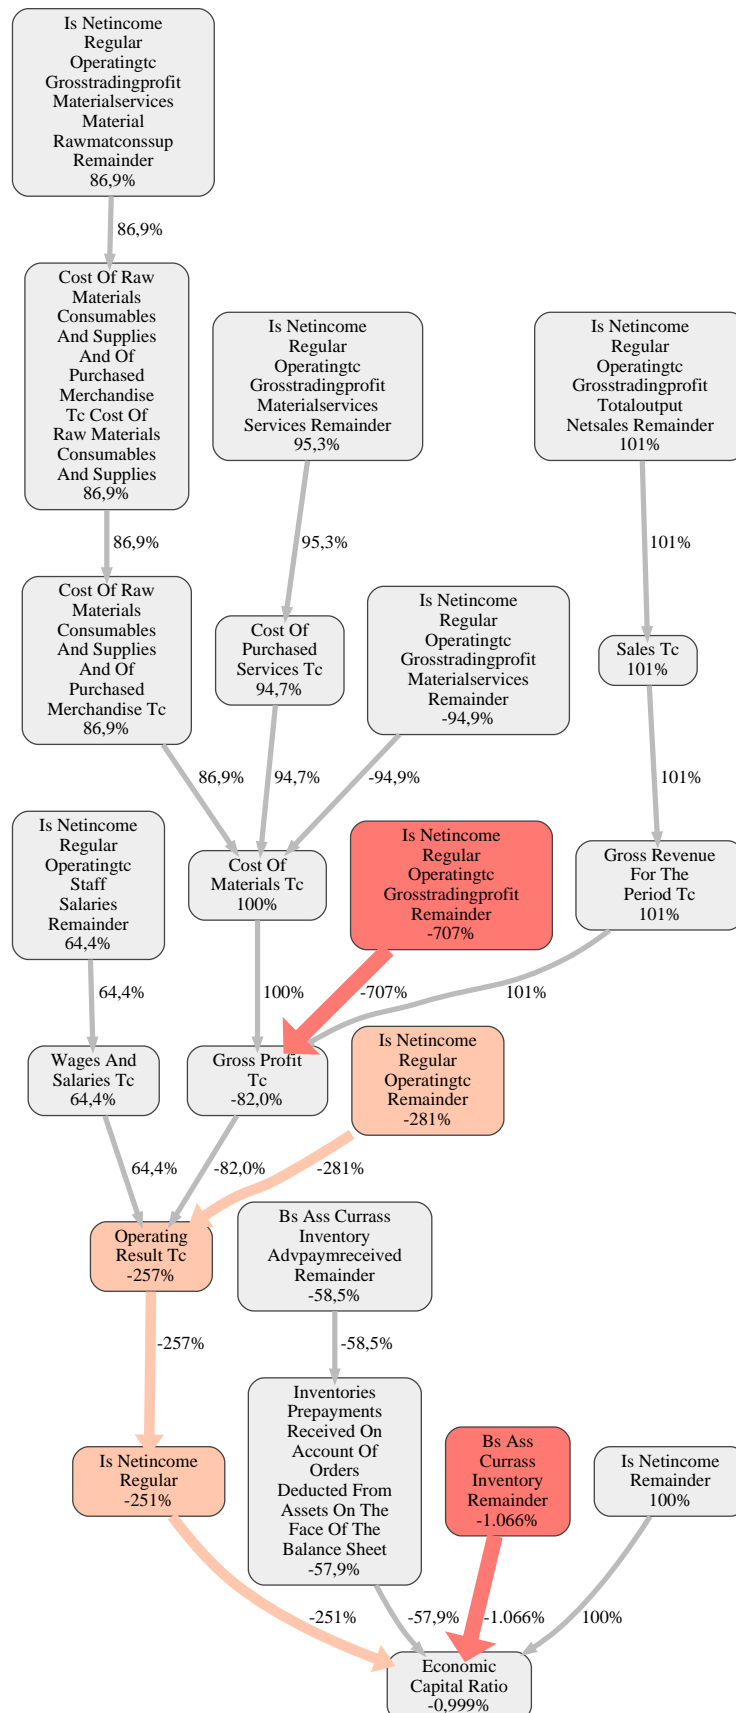 Is Netincome
Regular
Operatingtc
Grosstradingprofit
Materialservices
Material
Rawmatconssup
Remainder
86,9%
86,9%
Cost Of Raw
Materials
Consumables
And Supplies
And Of
Purchased
Merchandise
Tc Cost Of
Raw Materials
Consumables
And Supplies
86,9%
Is Netincome
Regular
Operatingtc
Grosstradingprofit
Materialservices
Services Remainder
95,3%
Is Netincome
Regular
Operatingtc
Grosstradingprofit
Totaloutput
Netsales Remainder
101%
86,9%
95,3%
101%
Cost Of Raw
Materials
Consumables
And Supplies
And Of
Purchased
Merchandise Tc
86,9%
Cost Of
Purchased
Services Tc
94,7%
Is Netincome
Regular
Operatingtc
Grosstradingprofit
Materialservices
Remainder
-94,9%
Sales Tc
101%
86,9%
94,7%
-94,9%
101%
Is Netincome
Regular
Operatingtc
Staff
Salaries
Remainder
64,4%
Cost Of
Materials Tc
100%
Is Netincome
Regular
Operatingtc
Grosstradingprofit
Remainder
-707%
Gross Revenue
For The
Period Tc
101%
64,4%
100%
-707%
101%
Wages And
Salaries Tc
64,4%
Gross Profit
Tc
-82,0%
Is Netincome
Regular
Operatingtc
Remainder
-281%
64,4%
-82,0%
-281%
Operating
Result Tc
-257%
Bs Ass Currass
Inventory
Advpaymreceived
Remainder
-58,5%
-257%
-58,5%
Is Netincome
Regular
-251%
Inventories
Prepayments
Received On
Account Of
Orders
Deducted From
Assets On The
Face Of The
Balance Sheet
-57,9%
Bs Ass
Currass
Inventory
Remainder
-1.066%
Is Netincome
Remainder
100%
-251%
-57,9%
-1.066%
100%
Economic
Capital Ratio
-0,999%